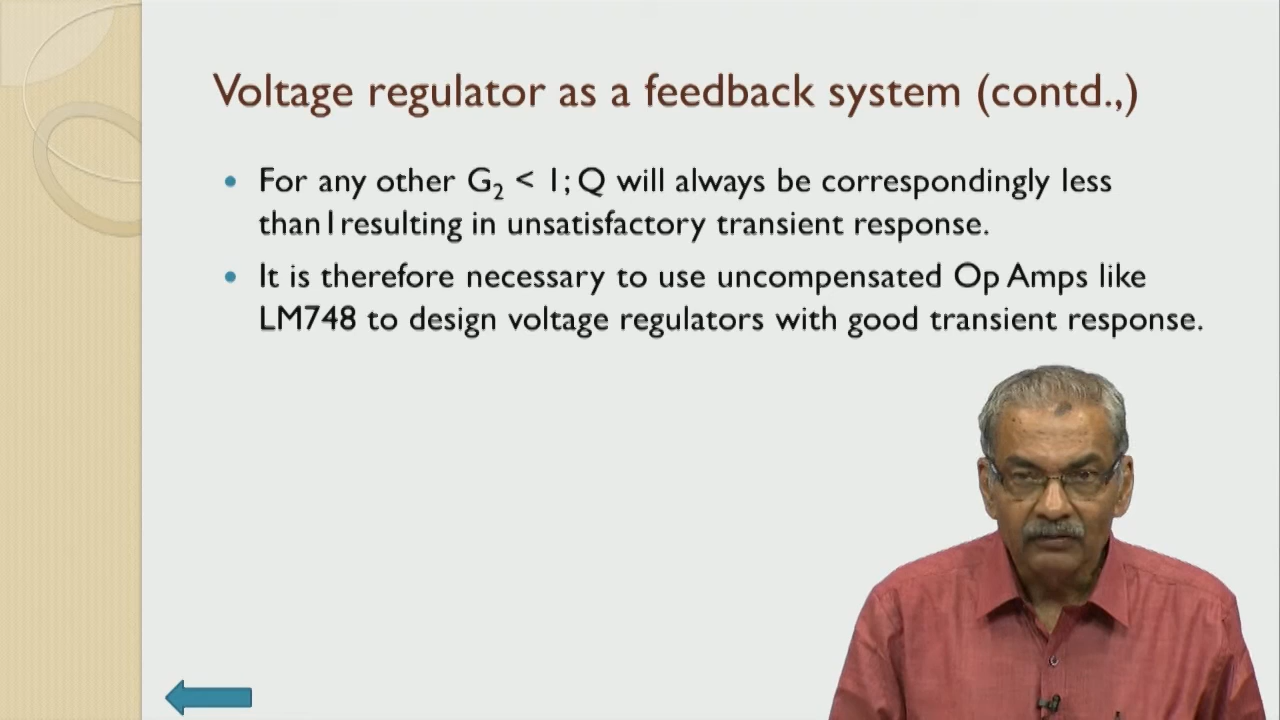 Voltage regulator as a feedback system (contd.,)
• For any other G₂ < 1; Q will always be correspondingly less
than1resulting in unsatisfactory transient response.
• It is therefore necessary to use uncompensated Op Amps like
LM748 to design voltage regulators with good transient response.